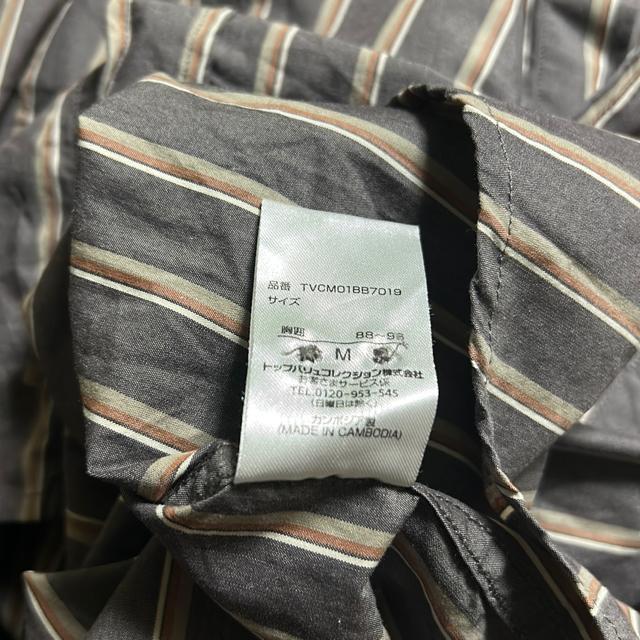 品番 TVCM01BB7019
サイズ
胸囲 88~96
M
トップバリュコレクション株式会社
お客さまサービス係
TEL.0120-953-545
(日曜日は除く)
カンボジア製
(MADE IN CAMBODIA)